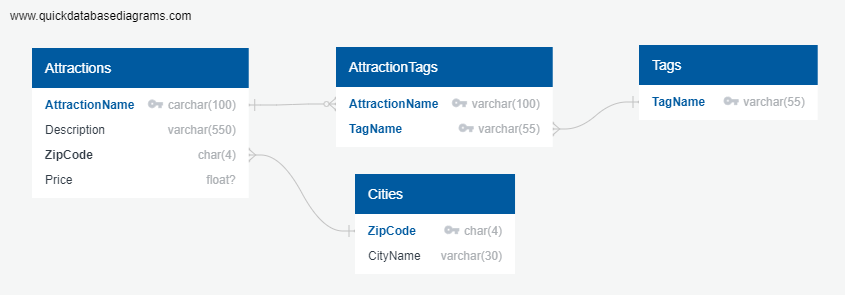 www.quickdatabasediagrams.com
Attractions
AttractionName carchar(100)
Description varchar(550)
ZipCode char(4)
Price float?
AttractionTags
AttractionName varchar(100)
TagName varchar(55)
Tags
TagName varchar(55)
Cities
ZipCode char(4)
CityName varchar(30)